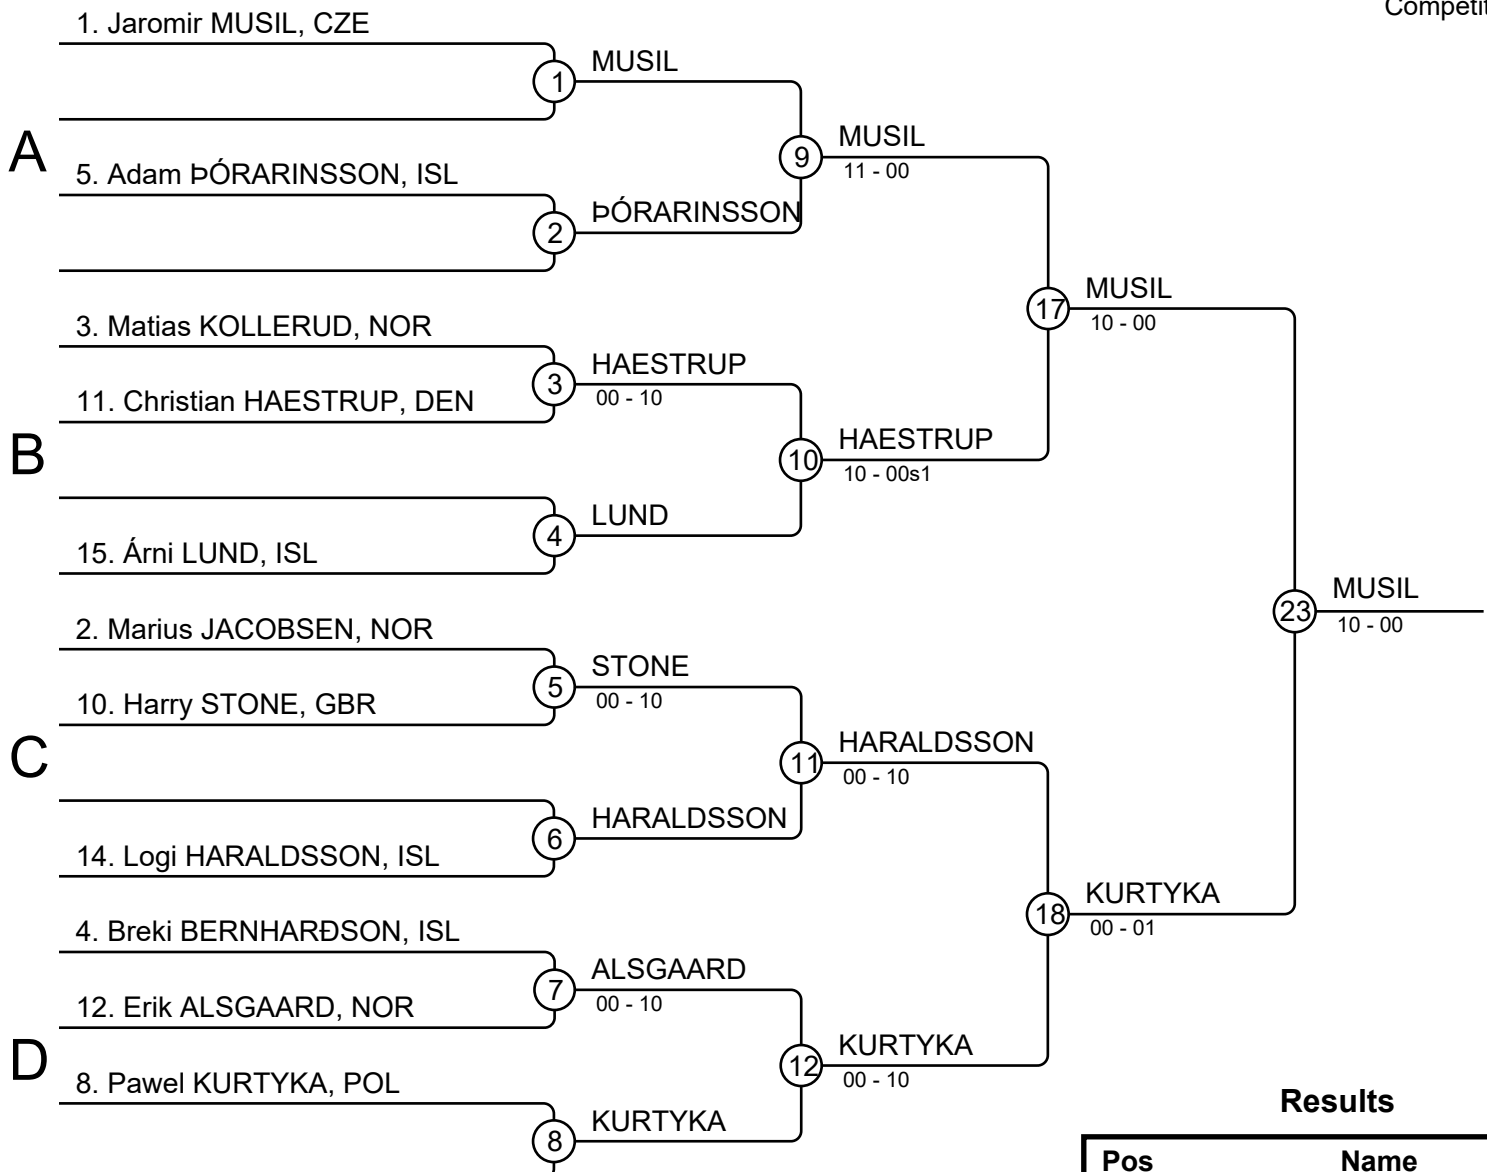 Competit
1. Jaromir MUSIL, CZE
1
MUSIL
A
9
MUSIL
11 - 00
5. Adam ÞÓRARINSSON, ISL
2
ÞÓRARINSSON
17
MUSIL
10 - 00
3. Matias KOLLERUD, NOR
3
HAESTRUP
00 - 10
11. Christian HAESTRUP, DEN
B
10
HAESTRUP
10 - 00s1
4
LUND
15. Árni LUND, ISL
23
MUSIL
10 - 00
2. Marius JACOBSEN, NOR
5
STONE
00 - 10
10. Harry STONE, GBR
C
11
HARALDSSON
00 - 10
6
HARALDSSON
14. Logi HARALDSSON, ISL
18
KURTYKA
00 - 01
4. Breki BERNHARÐSON, ISL
7
ALSGAARD
00 - 10
12. Erik ALSGAARD, NOR
D
12
KURTYKA
00 - 10
8. Pawel KURTYKA, POL
8
KURTYKA
Results
Pos Name